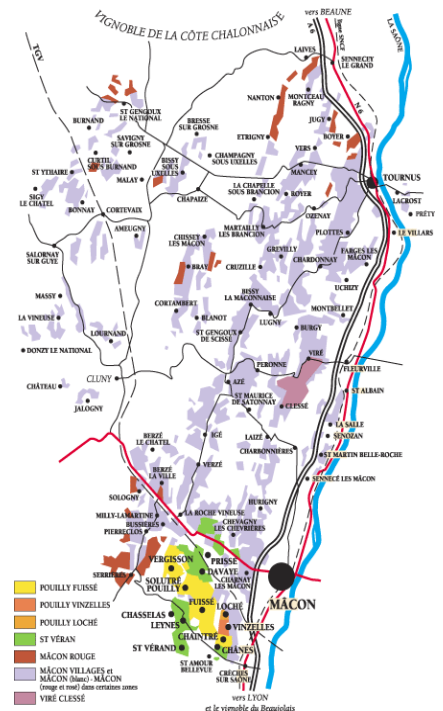 vers BEAUNE
VIGNOBLE DE LA CÔTE CHALONNAISE
A 6
ligne SNCF
LA SAÔNE
TGV
LAIVES
SENNECEY
LE GRAND
N 6
NANTON
MONTCEAU
RAGNY
ST GENGOUX
LE NATIONAL
BURNAND
BRESSE
SUR GROSNE
JUGY
ETRIGNY
BOYER
SAVIGNY
SUR GROSNE
VERS
CURTIL
SOUS BURNAND
BISSY
SOUS
UXELLES
CHAMPAGNY
SOUS UXELLES
MANCEY
ST YTHAIRE
MALAY
TOURNUS
SIGY
LE CHATEL
LA CHAPELLE
SOUS BRANCION
ROYER
LACROST
CHAPAIZE
BONNAY
CORTEVAIX
OZENAY
PRÉTY
AMEUGNY
CHISSEY
LES MÂCON
MARTAILLY
LES BRANCION
PLOTTES
LE VILLARS
SALORNAY
SUR GUYE
GREVILLY
FARGES LES
MÂCON
BRAY
CRUZILLE
CHARDONNAY
UCHIZY
MASSY
BISSY
LA MACONNAISE
CORTAMBERT
MONTBELLET
LA VINEUSE
BLANOT
LUGNY
LOURNAND
ST GENGOUX
DE SCISSÉ
BURGY
DONZY LE NATIONAL
VIRÉ
PERONNE
FLEURVILLE
CLUNY
CHÂTEAU
AZÉ
ST ALBAIN
JALOGNY
ST MAURICE
DE SATONNAY
CLESSÉ
LA SALLE
IGÉ
LAIZÉ
SENOZAN
BERZÉ
LE CHATEL
CHARBONNIÈRES
ST MARTIN BELLE-ROCHE
BERZÉ
LA VILLE
VERZÉ
SENNECÉ LES MÂCON
SOLOGNY
HURIGNY
MILLY-LAMARTINE
LA ROCHE VINEUSE
BUSSIÈRES
CHEVAGNY
LES CHEVRIÈRES
PIERRECLOS
VERGISSON
PRISSÉ
SERRIÈRES
DAVAYÉ
CHARNAY
LES MÂCON
SOLUTRÉ
POUILLY
MÂCON
FUISSÉ
LOCHÉ
CHASSELAS
LEYNES
VINZELLES
CHAINTRÉ
ST VÉRAND
CHÂNES
ST AMOUR
BELLEVUE
CRÊCHES
SUR SAÔNE
vers LYON
et le vignoble du Beaujolais
POUILLY FUISSÉ
POUILLY VINZELLES
POUILLY LOCHÉ
ST VÉRAN
MÂCON ROUGE
MÂCON VILLAGES et
MÂCON (blanc) - MÂCON
(rouge et rosé) dans certaines zones
VIRÉ CLESSÉ